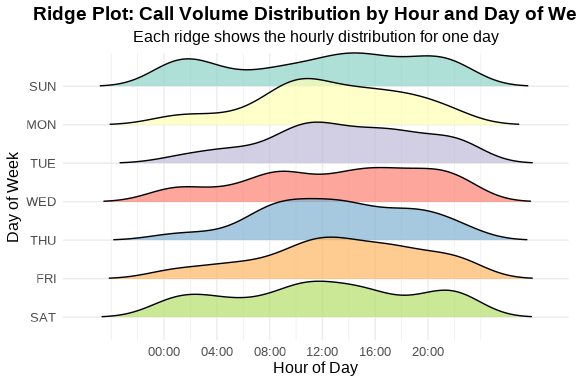 Ridge Plot: Call Volume Distribution by Hour and Day of We
Each ridge shows the hourly distribution for one day
SUN
MON
TUE
WED
THU
FRI
SAT
Day of Week
00:00 04:00 08:00 12:00 16:00 20:00
Hour of Day